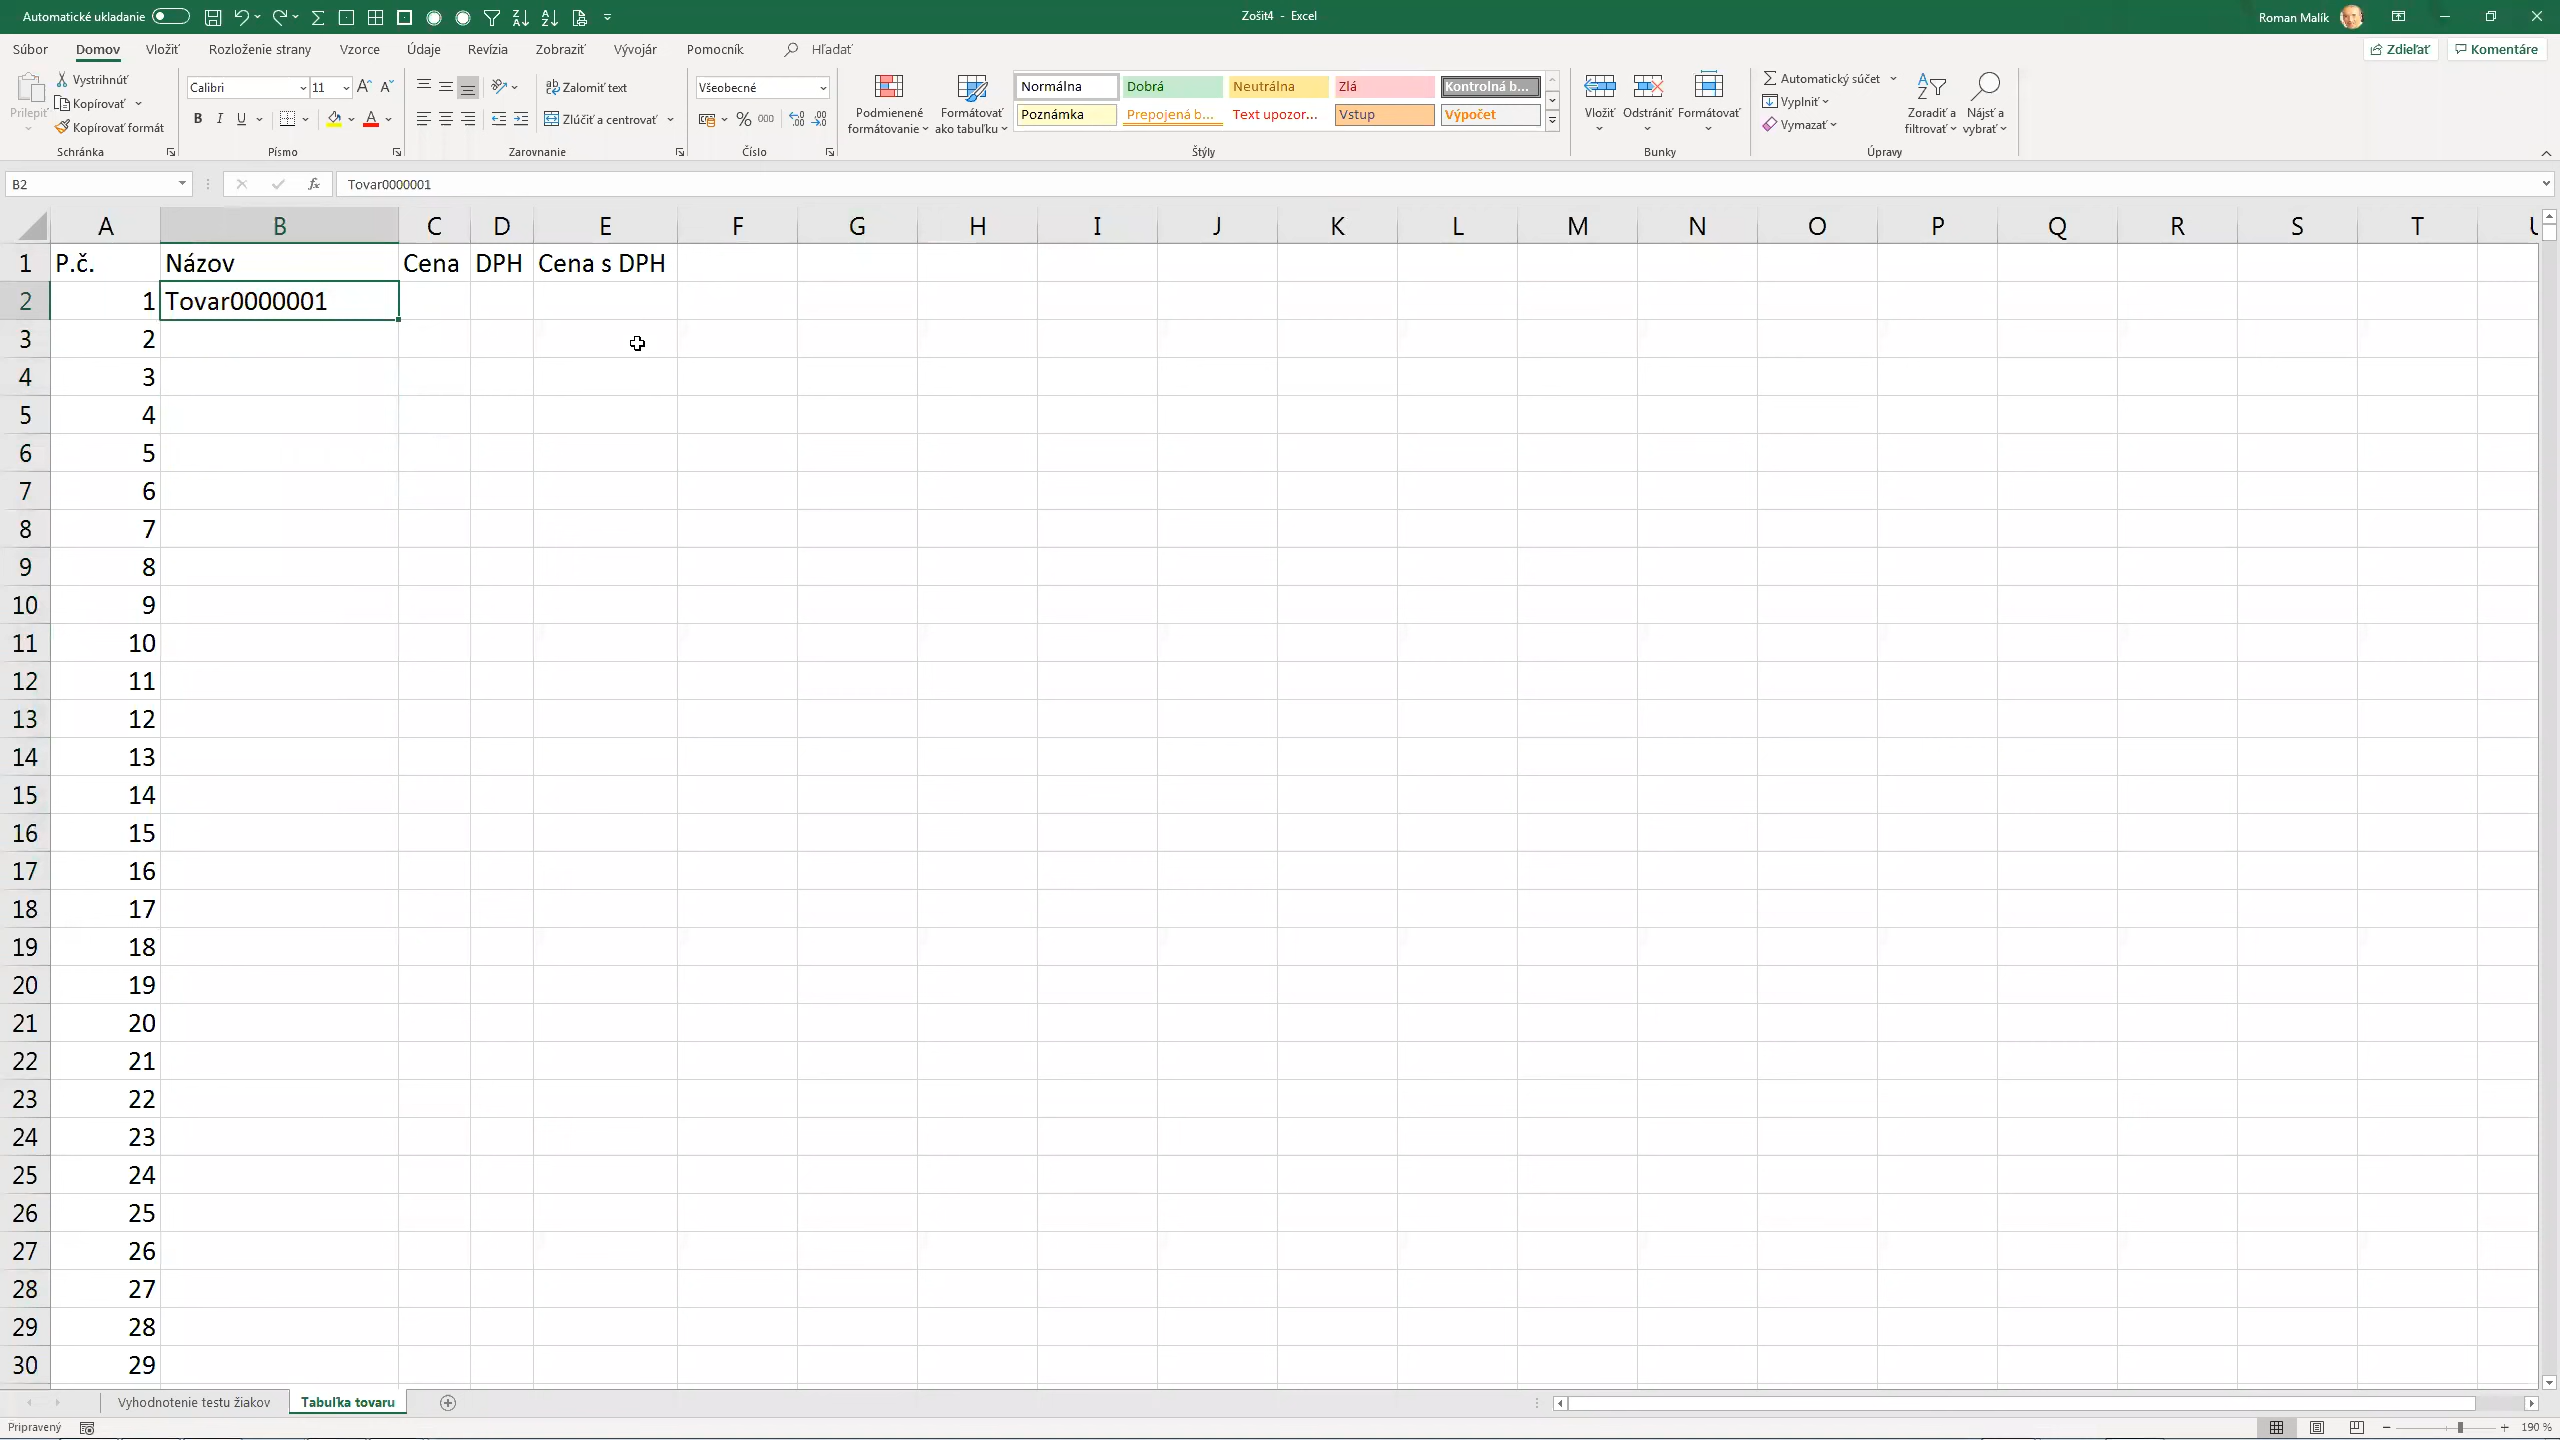 Automatické ukladanie
Zošit4 - Excel
Roman Malík
Súbor Domov Vložiť Rozloženie strany Vzorce Údaje Revízia Zobraziť Vývojár Pomocník Hľadať Zdieľať Komentáre
Prilepiť
Vystrihnúť
Kopírovať
Kopírovať formát
Schránka
Calibri 11
B I U A
Písmo
Zalomiť text
Zlúčiť a centrovať
Zarovnanie
Všeobecné
% 000
Číslo
Podmienené formátovanie
Formátovať ako tabuľku
Normálna Dobrá Neutrálna Zlá Kontrolná b...
Poznámka Prepojená b... Text upozor... Vstup Výpočet
Štýly
Vložiť Odstrániť Formátovať
Bunky
Automatický súčet
Vyplniť
Vymazať
Zoradiť a filtrovať
Nájsť a vybrať
Úpravy
B2 fx Tovar0000001
A B C D E F G H I J K L M N O P Q R S T
1 P.č. Názov Cena DPH Cena s DPH
2 1 Tovar0000001
3 2
4 3
5 4
6 5
7 6
8 7
9 8
10 9
11 10
12 11
13 12
14 13
15 14
16 15
17 16
18 17
19 18
20 19
21 20
22 21
23 22
24 23
25 24
26 25
27 26
28 27
29 28
30 29
Vyhodnotenie testu žiakov Tabuľka tovaru
Pripravený
190 %